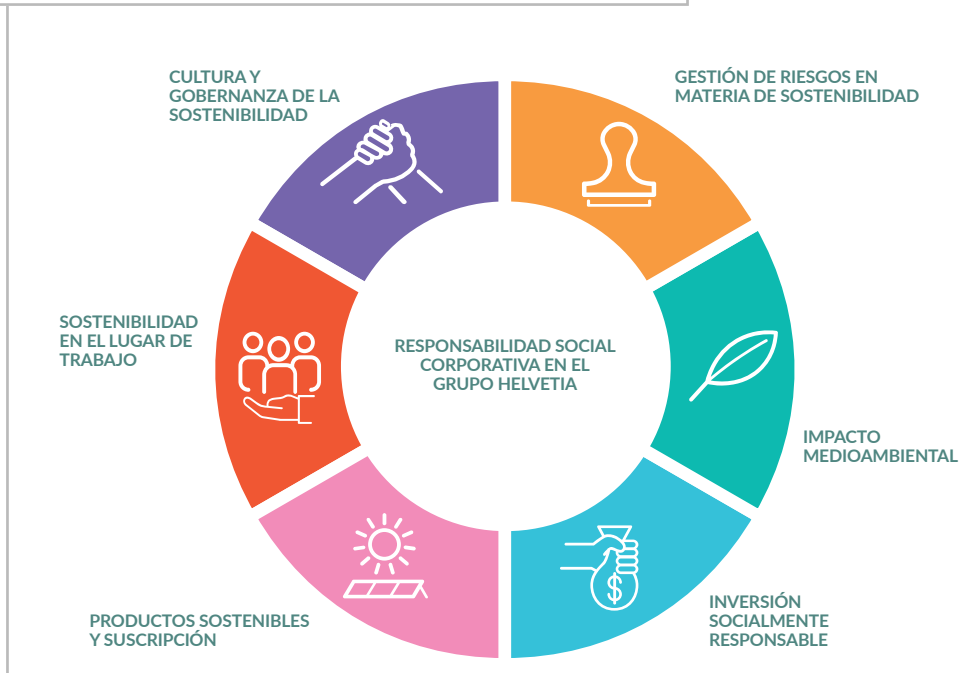 CULTURA Y
GOBERNANZA DE LA
SOSTENIBILIDAD
GESTIÓN DE RIESGOS EN
MATERIA DE SOSTENIBILIDAD
SOSTENIBILIDAD
EN EL LUGAR DE
TRABAJO
RESPONSABILIDAD SOCIAL
CORPORATIVA EN EL
GRUPO HELVETIA
IMPACTO
MEDIOAMBIENTAL
PRODUCTOS SOSTENIBLES
Y SUSCRIPCIÓN
$
INVERSIÓN
SOCIALMENTE
RESPONSABLE